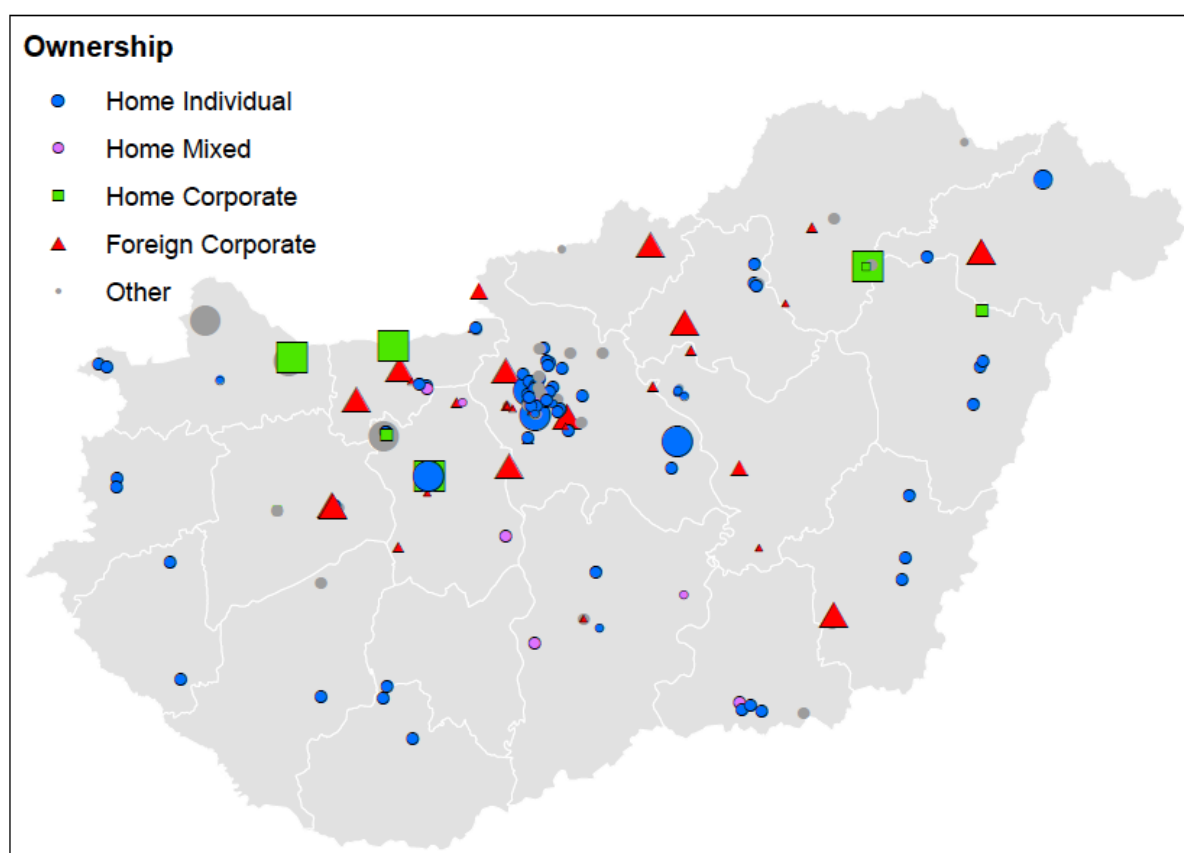 Ownership
Home Individual
Home Mixed
Home Corporate
Foreign Corporate
Other